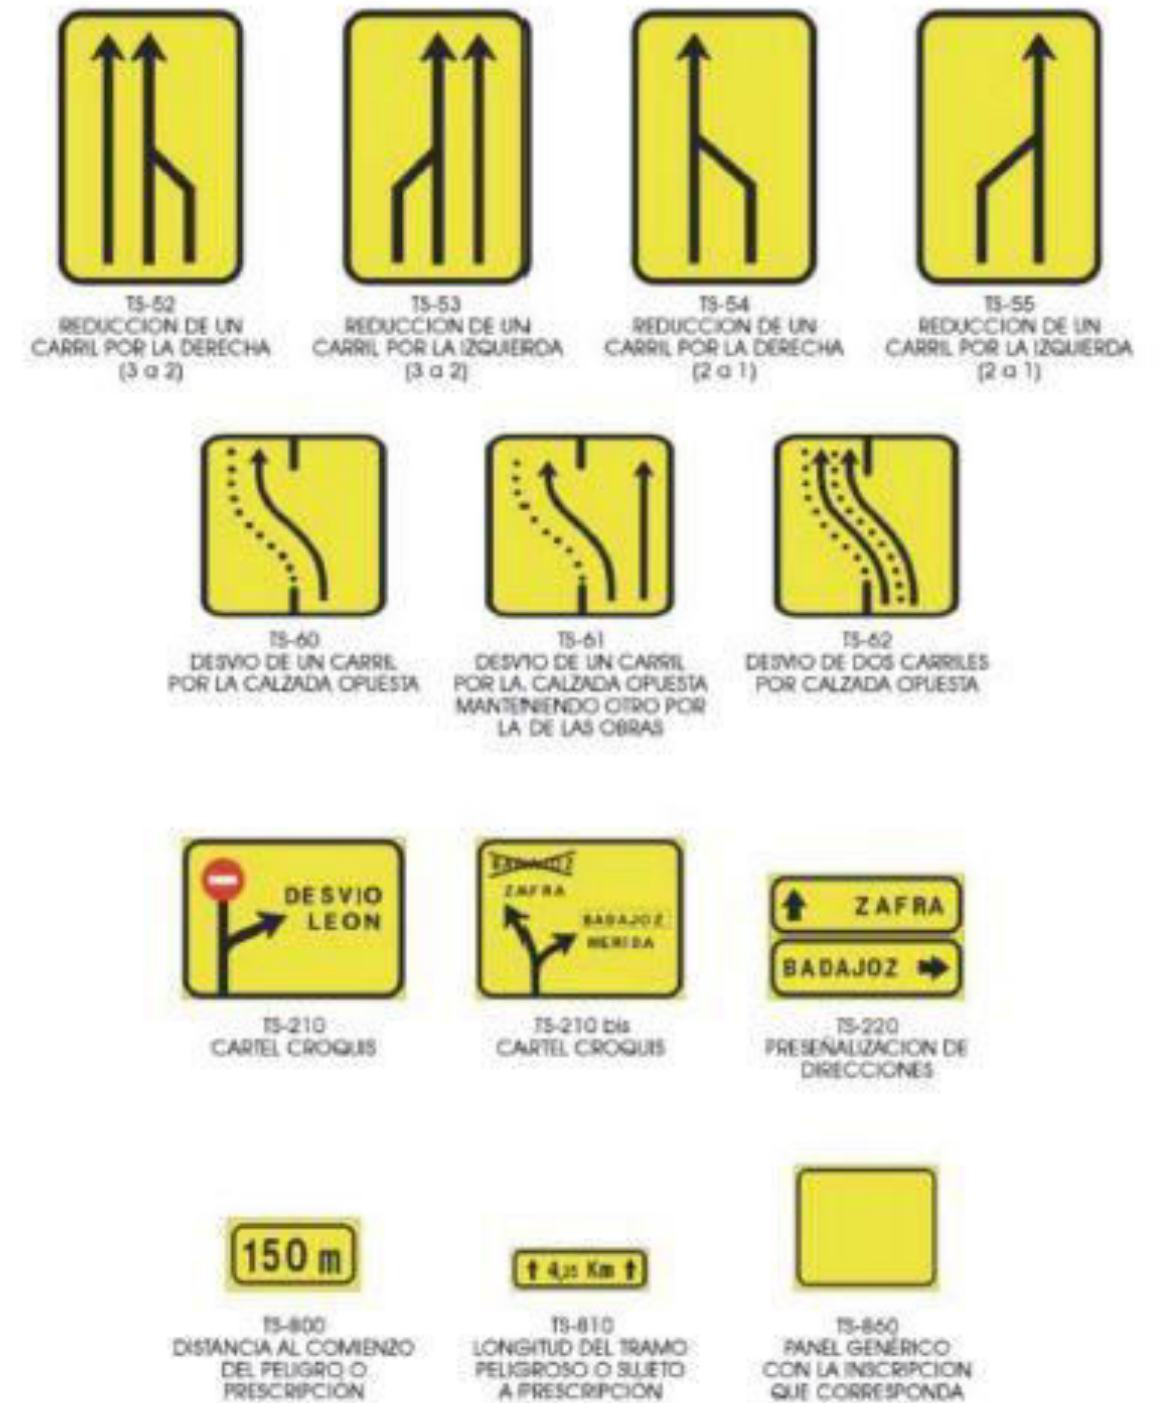 TS-52
REDUCCION DE UN
CARRIL POR LA DERECHA
(3 a 2)
TS-53
REDUCCION DE UN
CARRIL POR LA IZQUIERDA
(3 a 2)
TS-54
REDUCCION DE UN
CARRIL POR LA DERECHA
(2 a 1)
TS-55
REDUCCION DE UN
CARRIL POR LA IZQUIERDA
(2 a 1)
TS-60
DESVIO DE UN CARRIL
POR LA CALZADA OPUESTA
TS-61
DESVIO DE UN CARRIL
POR LA CALZADA OPUESTA
MANTENIENDO OTRO POR
LA DE LAS OBRAS
TS-62
DESVIO DE DOS CARRILES
POR CALZADA OPUESTA
DESVIO
LEON
TS-210
CARTEL CROQUIS
BADAJOZ
ZAFRA
BADAJOZ
MERIDA
TS-210 bis
CARTEL CROQUIS
ZAFRA
BADAJOZ
TS-220
PRESEÑALIZACION DE
DIRECCIONES
150 m
TS-800
DISTANCIA AL COMIENZO
DEL PELIGRO O
PRESCRIPCIÓN
Km
TS-810
LONGITUD DEL TRAMO
PELIGROSO O SUJETO
A PRESCRIPCIÓN
TS-860
PANEL GENÉRICO
CON LA INSCRIPCION
QUE CORRESPONDA